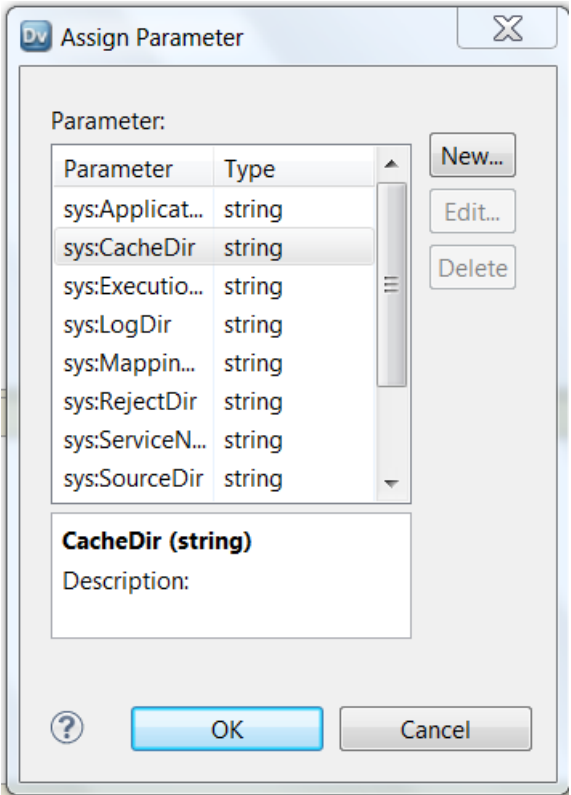 Dv Assign Parameter
Parameter:
Parameter Type
sys:Applicat... string
sys:CacheDir string
sys:Executio... string
sys:LogDir string
sys:Mappin... string
sys:RejectDir string
sys:ServiceN... string
sys:SourceDir string
New...
Edit...
Delete
CacheDir (string)
Description:
? OK Cancel